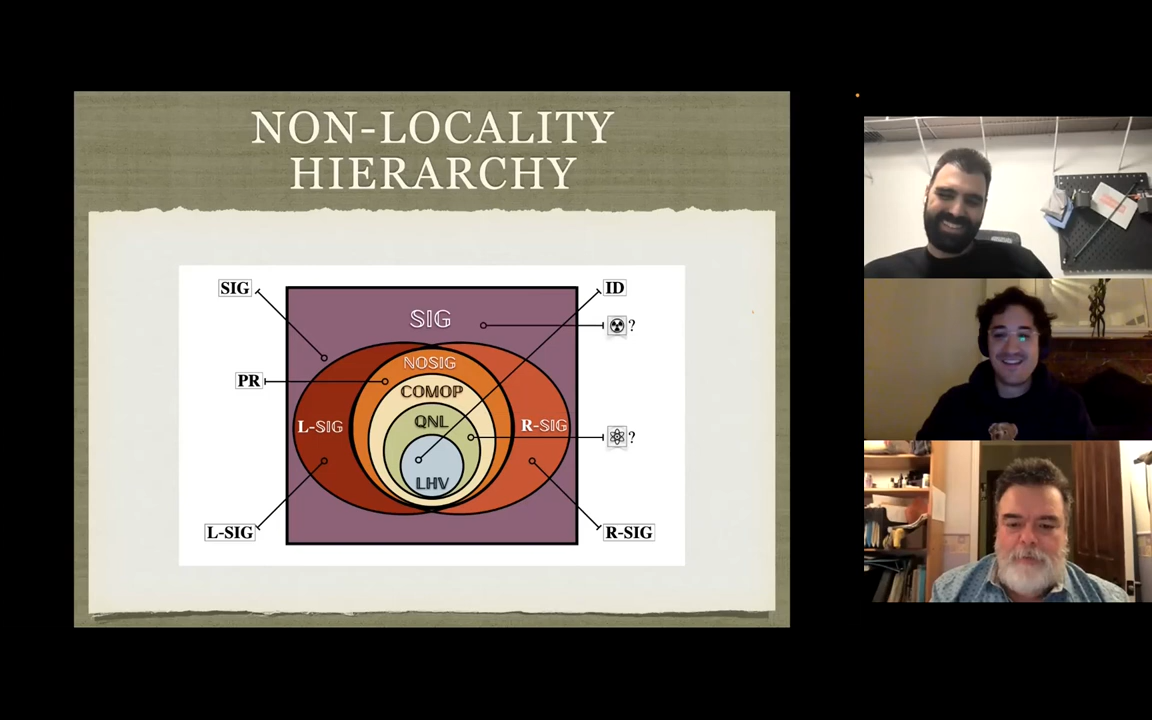 NON-LOCALITY
HIERARCHY
SIG
ID
SIG
?
NOSIG
PR
COMOP
QNL
L-SIG
R-SIG
?
LHV
L-SIG
R-SIG